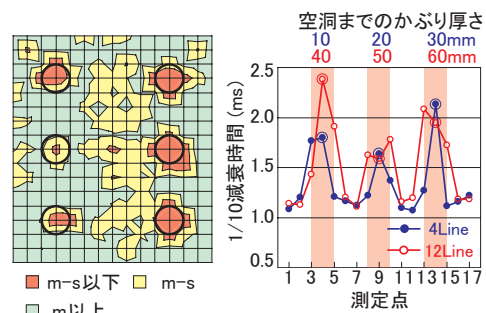 空洞までのかぶり厚さ
10 20 30mm
40 50 60mm
1/10減衰時間 (ms)
2.5
2.0
1.5
1.0
0.5
4Line
12Line
1 3 5 7 9 11 13 15 17
測定点
m-s以下 m-s
m以上